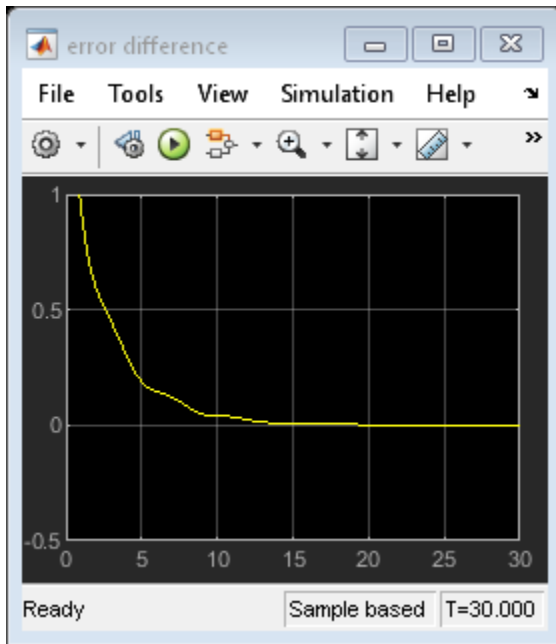 error difference
File Tools View Simulation Help
1
0.5
0
-0.5
0 5 10 15 20 25 30
Ready Sample based T=30.000